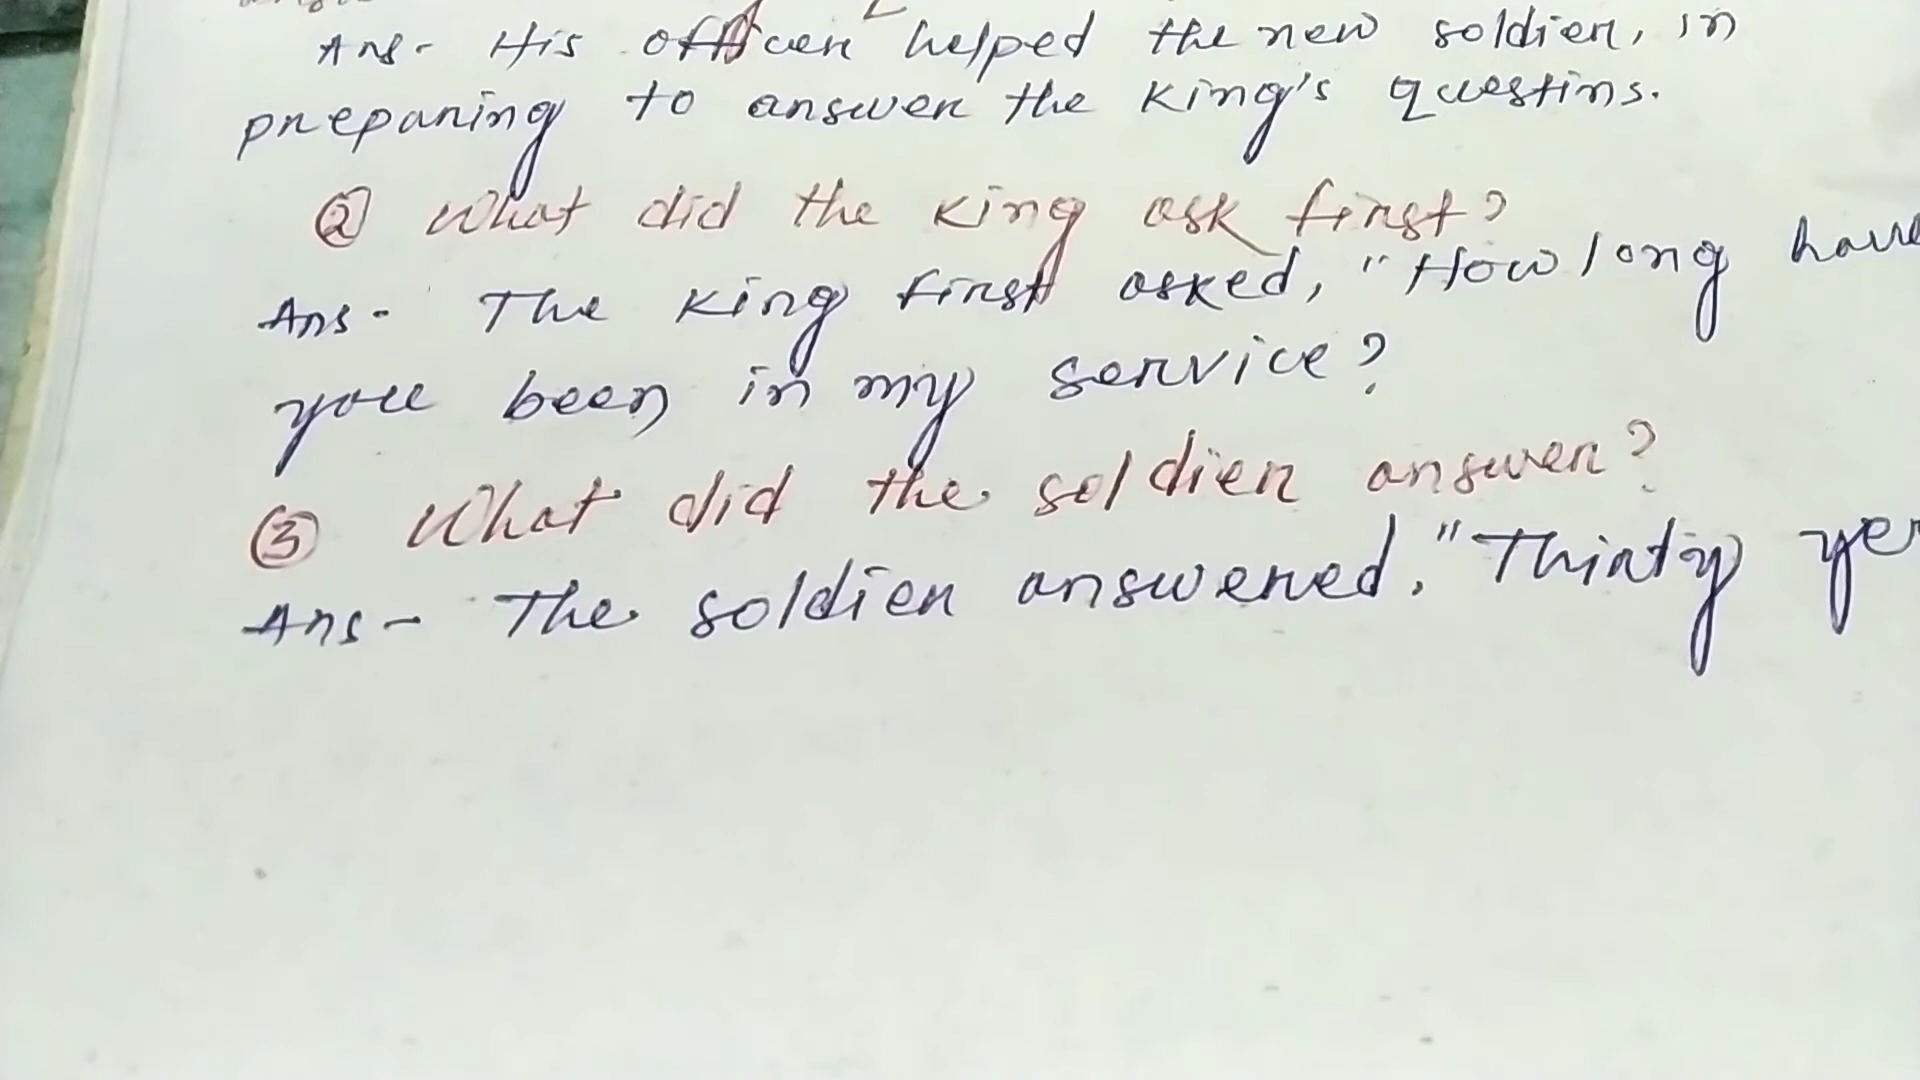 Ans- His officer helped the new soldier, in
preparing to answer the King's questins.
② What did the King ask first?
Ans- The King first asked, "How long have
you been in my service?
③ What did the soldier answer?
Ans- The soldier answered, "Thirty yer